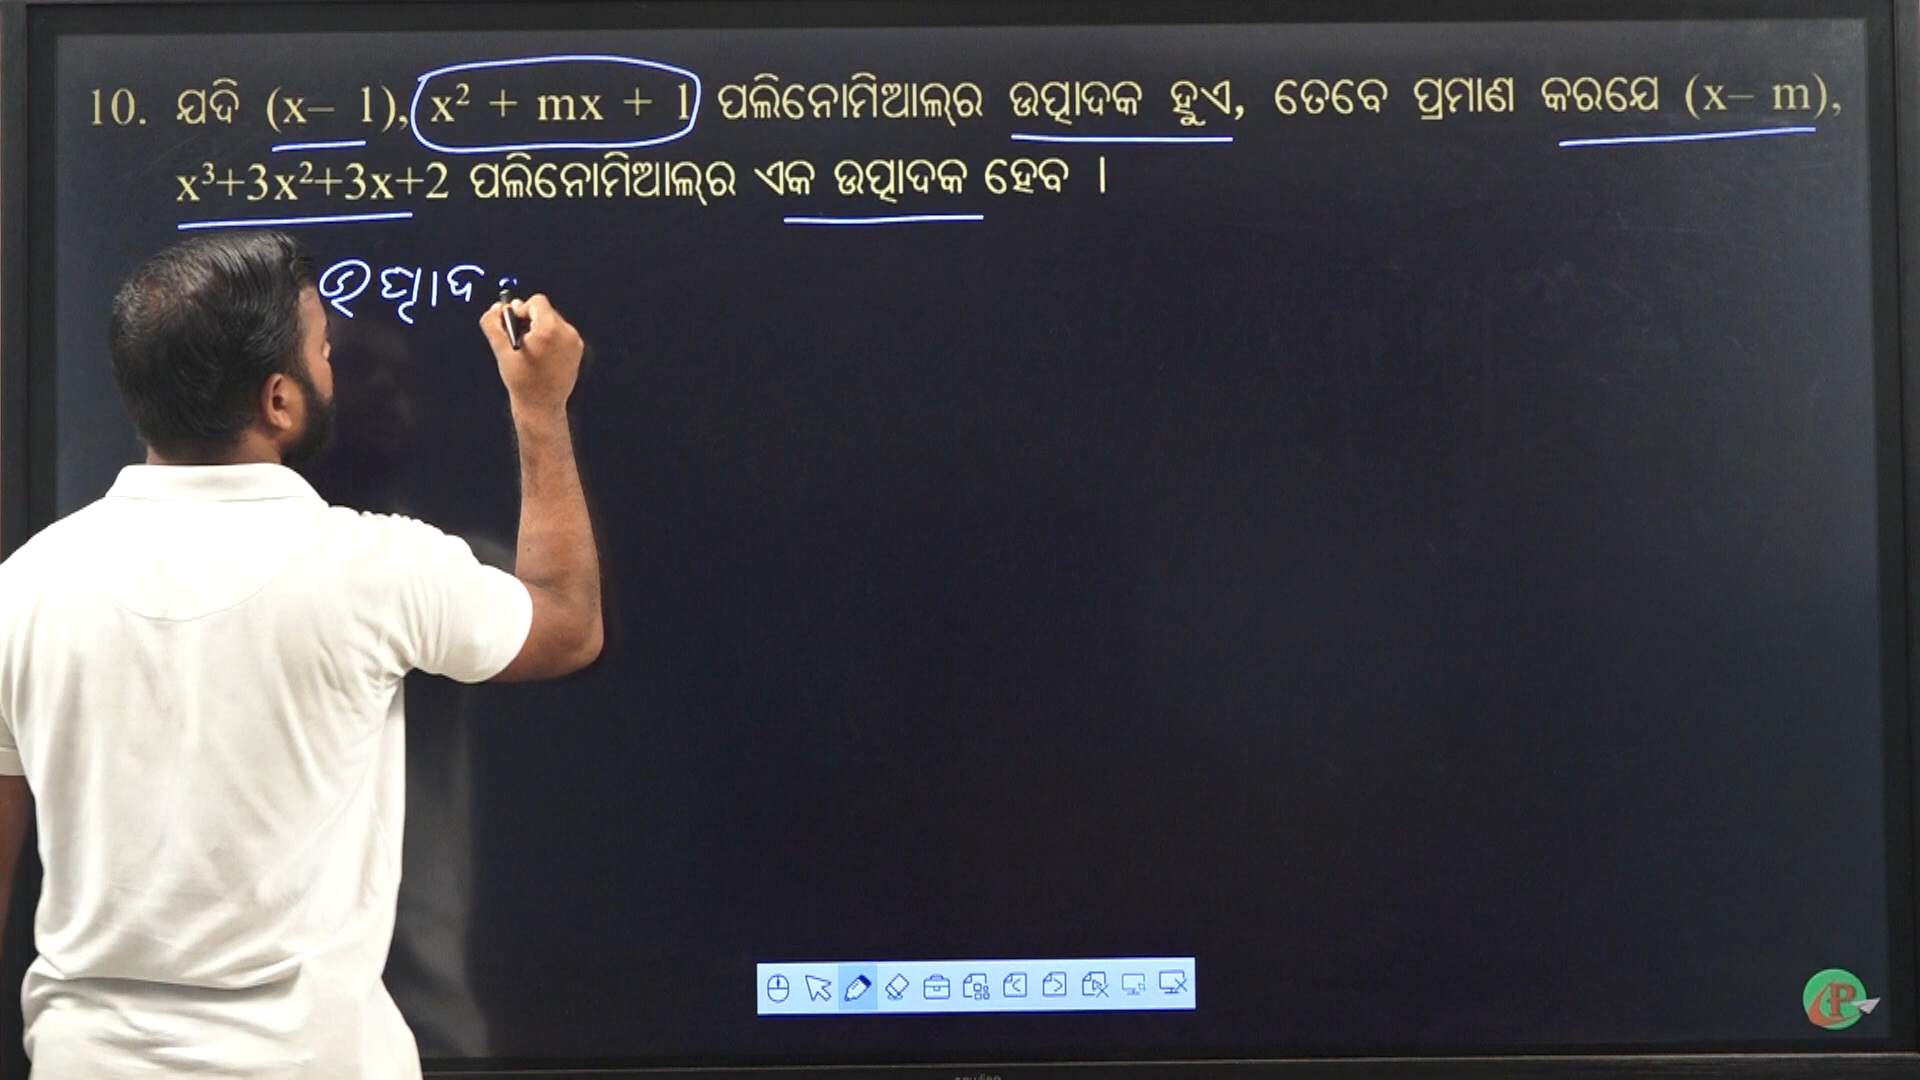 10. ଯଦି (x– 1), x² + mx + 1 ପଲିନୋମିଆଲ୍‌ର ଉତ୍ପାଦକ ହୁଏ, ତେବେ ପ୍ରମାଣ କରଯେ (x– m),
x³+3x²+3x+2 ପଲିନୋମିଆଲ୍‌ର ଏକ ଉତ୍ପାଦକ ହେବ ।
ଉତ୍ପାଦ